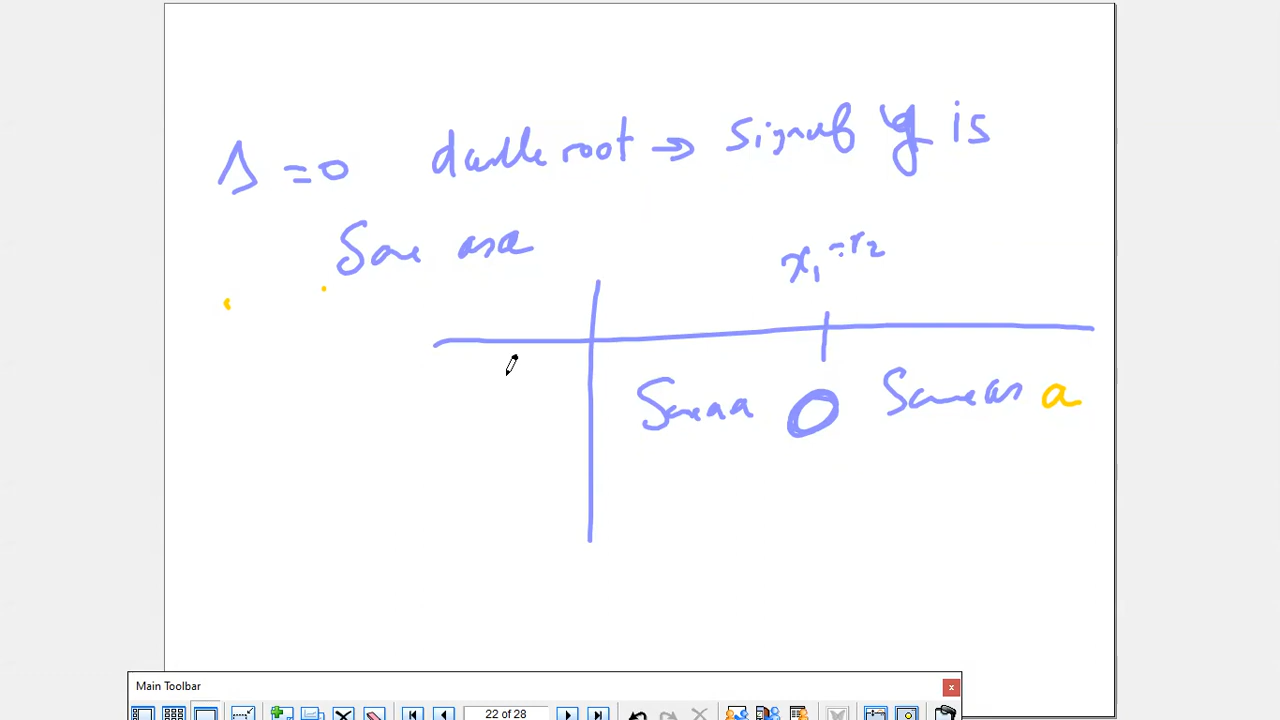 Δ = 0 double root → sign of y is
Same as a
x₁ = x₂
Same as a 0 Same as a
Main Toolbar
22 of 28